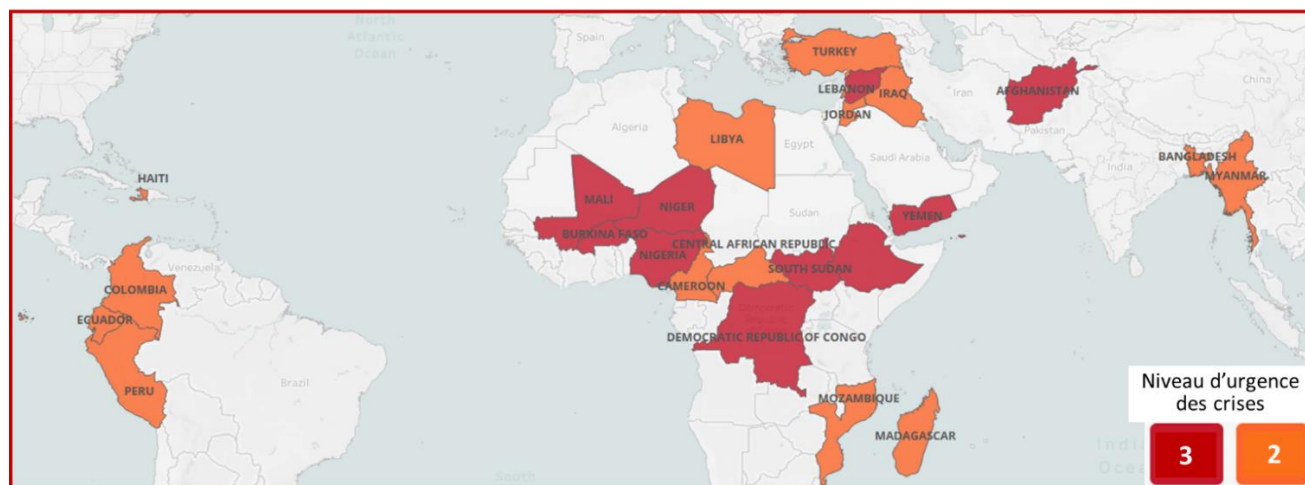 North
Atlantic
Ocean
Spain
TURKEY
LEBANON
IRAQ
Iran
AFGHANISTAN
China
JORDAN
Pakistan
Algeria
LIBYA
Egypt
Saudi Arabia
India
BANGLADESH
MYANMAR
HAITI
MALI
NIGER
Sudan
YEMEN
BURKINA FASO
NIGERIA
CENTRAL AFRICAN REPUBLIC
SOUTH SUDAN
Venezuela
COLOMBIA
CAMEROON
ECUADOR
DEMOCRATIC REPUBLIC OF CONGO
PERU
Brazil
MOZAMBIQUE
MADAGASCAR
South
Niveau d'urgence
des crises
3
2